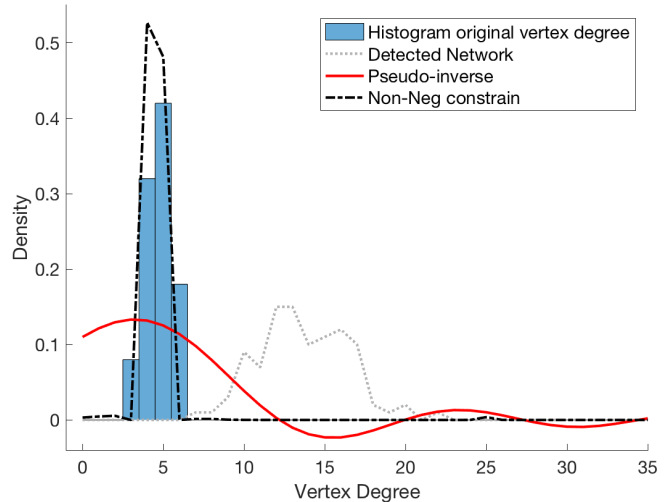 Histogram original vertex degree
Detected Network
Pseudo-inverse
Non-Neg constrain
Density
0.5
0.4
0.3
0.2
0.1
0
0 5 10 15 20 25 30 35
Vertex Degree